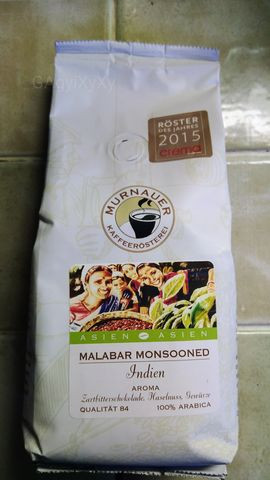 GAgyiXyXy
RÖSTER
DES JAHRES
2015
crema
MURNAUER
KAFFEERÖSTEREI
ASIEN ASIEN
MALABAR MONSOONED
Indien
AROMA
Zartbitterschokolade, Haselnuss, Gewürze
QUALITÄT 84 100% ARABICA